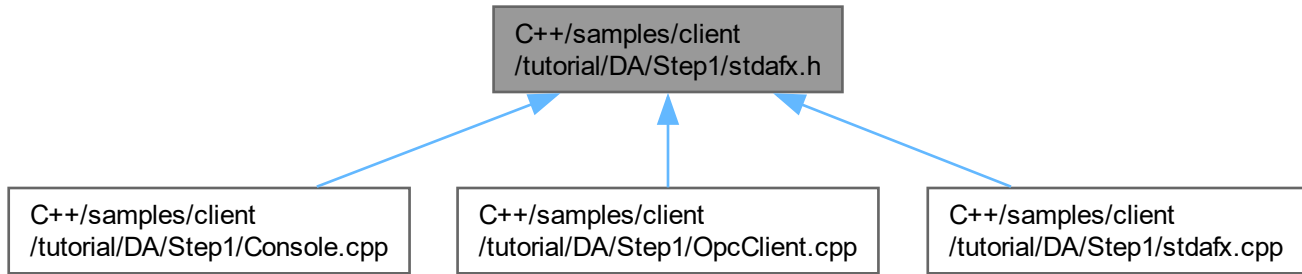 C++/samples/client
/tutorial/DA/Step1/stdafx.h
C++/samples/client
/tutorial/DA/Step1/Console.cpp
C++/samples/client
/tutorial/DA/Step1/OpcClient.cpp
C++/samples/client
/tutorial/DA/Step1/stdafx.cpp